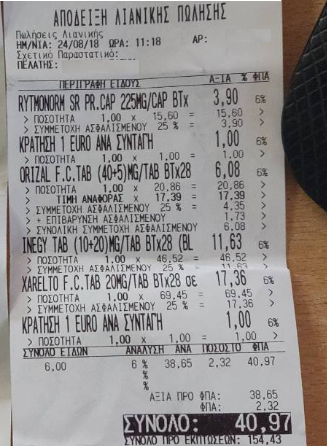 ΑΠΟΔΕΙΞΗ ΛΙΑΝΙΚΗΣ ΠΩΛΗΣΗΣ
Πωλήσεις Λιανικής
ΗΜ/ΝΙΑ: 24/08/18 ΩΡΑ: 11:18 ΑΡ:
Σχετικό Παραστατικό:
ΠΕΛΑΤΗΣ:
ΠΕΡΙΓΡΑΦΗ ΕΙΔΟΥΣ ΑΞΙΑ % ΦΠΑ
RYTMONORM SR PR.CAP 225MG/CAP BTx 3,90 6%
> ΠΟΣΟΤΗΤΑ 1,00 x 15,60 = 15,60 >
> ΣΥΜΜΕΤΟΧΗ ΑΣΦΑΛΙΣΜΕΝΟΥ 25 % = 3,90 >
ΚΡΑΤΗΣΗ 1 ΕΥΡΩ ΑΝΑ ΣΥΝΤΑΓΗ 1,00 6%
> ΠΟΣΟΤΗΤΑ 1,00 x 1,00 = 1,00 >
ORIZAL F.C.TAB (40+5)MG/TAB BTx28 6,08 6%
> ΠΟΣΟΤΗΤΑ 1,00 x 20,86 = 20,86 >
> ΤΙΜΗ ΑΝΑΦΟΡΑΣ x 17,39 = 17,39 >
> ΣΥΜΜΕΤΟΧΗ ΑΣΦΑΛΙΣΜΕΝΟΥ 25 % = 4,35 >
> + ΕΠΙΒΑΡΥΝΣΗ ΑΣΦΑΛΙΣΜΕΝΟΥ 1,73 >
> ΣΥΝΟΛΙΚΗ ΣΥΜΜΕΤΟΧΗ ΑΣΦΑΛΙΣΜΕΝΟΥ 6,08 >
INEGY TAB (10+20)MG/TAB BTx28 (BL 11,63 6%
> ΠΟΣΟΤΗΤΑ 1,00 x 46,52 = 46,52 >
> ΣΥΜΜΕΤΟΧΗ ΑΣΦΑΛΙΣΜΕΝΟΥ 25 % = 11,63 >
XARELTO F.C.TAB 20MG/TAB BTx28 σε 17,36 6%
> ΠΟΣΟΤΗΤΑ 1,00 x 69,45 = 69,45 >
> ΣΥΜΜΕΤΟΧΗ ΑΣΦΑΛΙΣΜΕΝΟΥ 25 % = 17,36 >
ΚΡΑΤΗΣΗ 1 ΕΥΡΩ ΑΝΑ ΣΥΝΤΑΓΗ 1,00 6%
> ΠΟΣΟΤΗΤΑ 1,00 x 1,00 = 1,00 >
ΣΥΝΟΛΟ ΕΙΔΩΝ ΑΝΑΛΥΣΗ ΑΝΑ ΠΟΣΟΣΤΟ ΦΠΑ
6,00 6 % 38,65 2,32 40,97
ΑΞΙΑ ΠΡΟ ΦΠΑ: 38,65
ΦΠΑ: 2,32
ΣΥΝΟΛΟ: 40,97
ΣΥΝΟΛΟ ΠΡΟ ΕΚΠΤΩΣΕΩΝ: 154,43